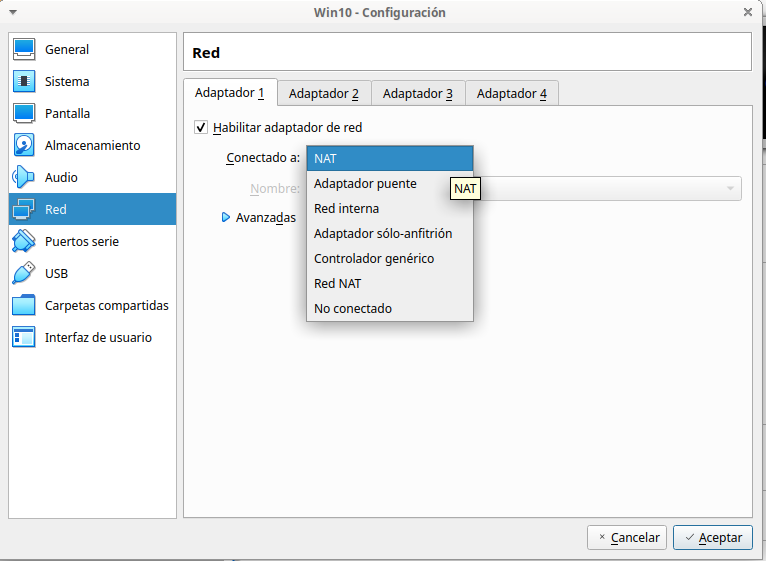 Win10 - Configuración
General
Sistema
Pantalla
Almacenamiento
Audio
Red
Puertos serie
USB
Carpetas compartidas
Interfaz de usuario
Red
Adaptador 1
Adaptador 2
Adaptador 3
Adaptador 4
Habilitar adaptador de red
Conectado a:
NAT
Adaptador puente
Red interna
Adaptador sólo-anfitrión
Controlador genérico
Red NAT
No conectado
NAT
Nombre:
Avanzadas
Cancelar
Aceptar